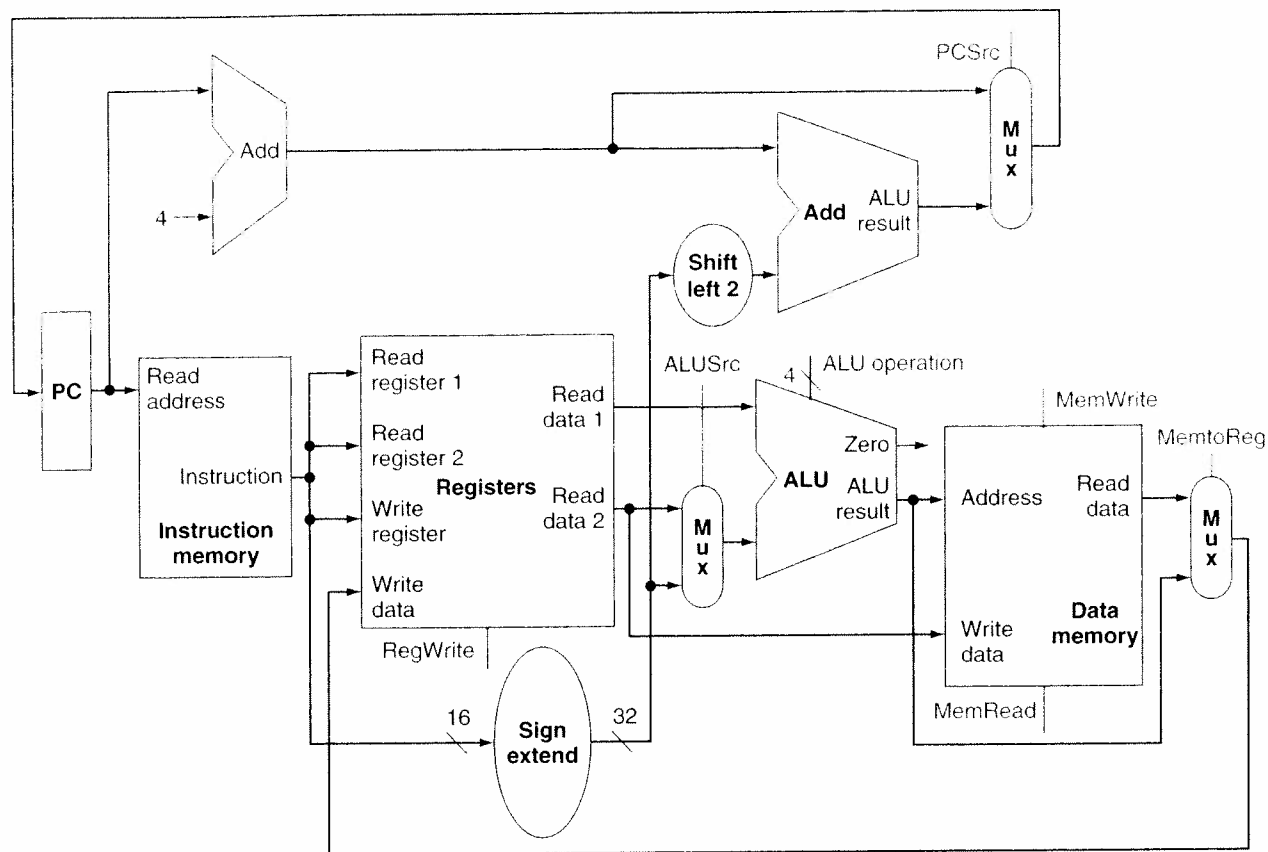 PCSrc
Add
4
M
u
x
Add
ALU
result
Shift
left 2
PC
Read
address
Instruction
Instruction
memory
Read
register 1
Read
register 2
Write
register
Write
data
Registers
Read
data 1
Read
data 2
RegWrite
ALUSrc
M
u
x
4
ALU operation
Zero
ALU
ALU
result
MemWrite
Address
Read
data
Write
data
Data
memory
MemRead
MemtoReg
M
u
x
16
Sign
extend
32